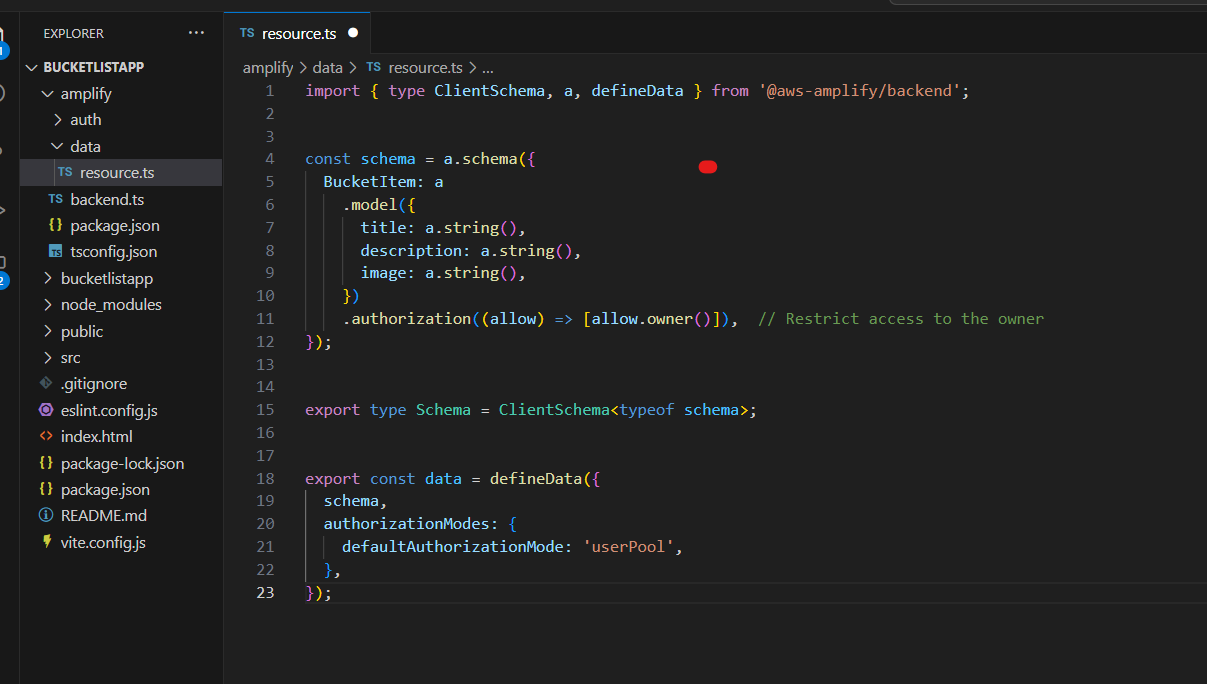 EXPLORER ...
BUCKETLISTAPP
amplify
auth
data
TS resource.ts
TS backend.ts
{} package.json
TS tsconfig.json
bucketlistapp
node_modules
public
src
.gitignore
eslint.config.js
<> index.html
{} package-lock.json
{} package.json
README.md
vite.config.js
TS resource.ts
amplify > data > TS resource.ts > ...
1 import { type ClientSchema, a, defineData } from '@aws-amplify/backend';
2
3
4 const schema = a.schema({
5 BucketItem: a
6 .model({
7 title: a.string(),
8 description: a.string(),
9 image: a.string(),
10 })
11 .authorization((allow) => [allow.owner()]), // Restrict access to the owner
12 });
13
14
15 export type Schema = ClientSchema<typeof schema>;
16
17
18 export const data = defineData({
19 schema,
20 authorizationModes: {
21 defaultAuthorizationMode: 'userPool',
22 },
23 });